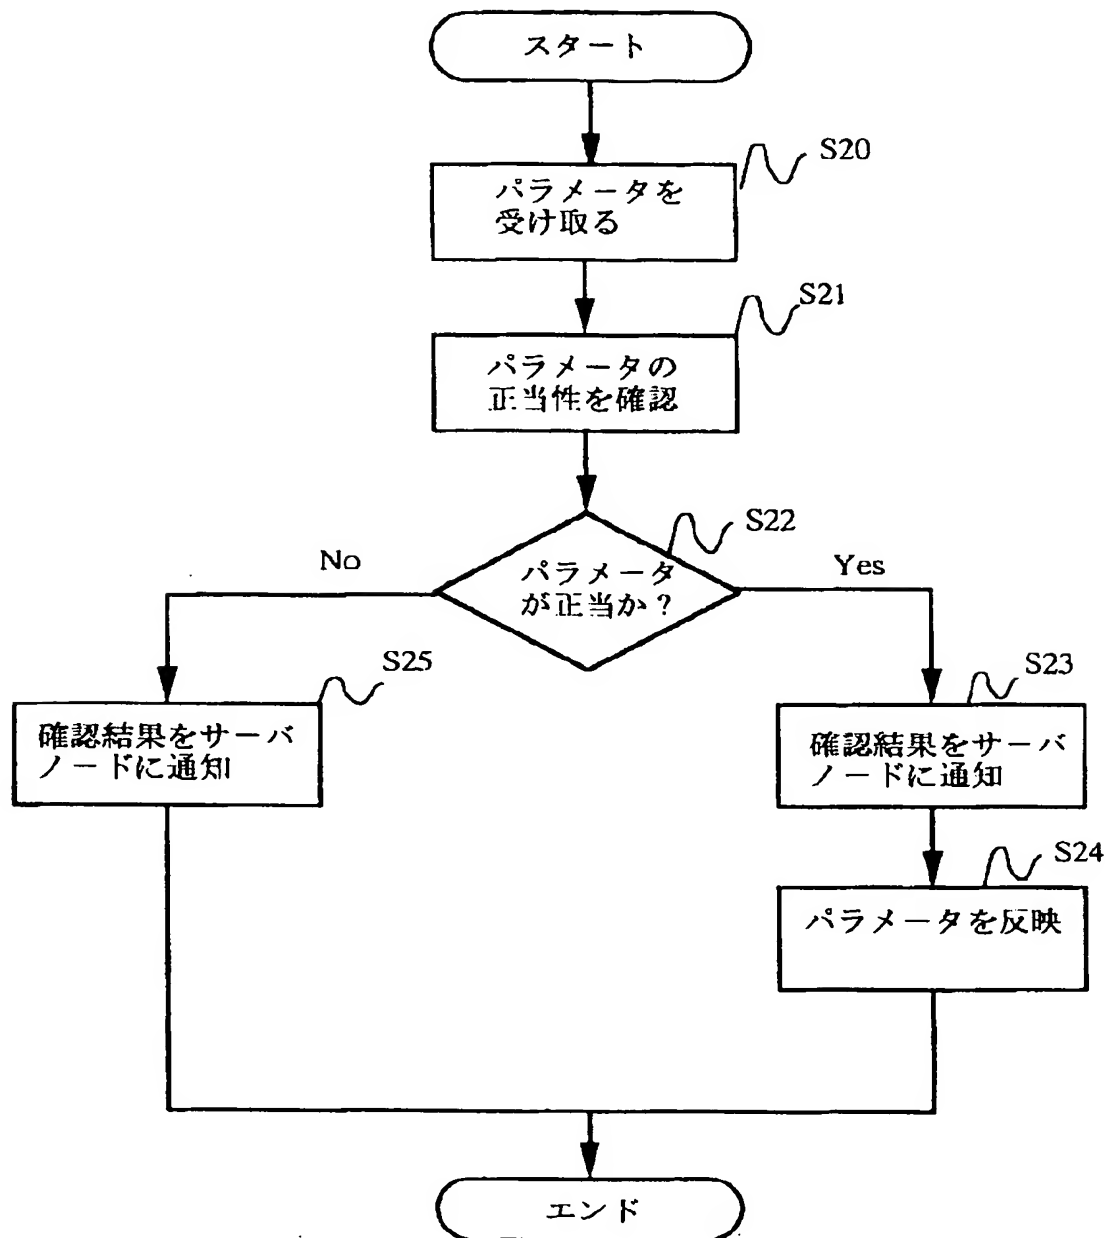 スタート
S20
パラメータを
受け取る
S21
パラメータの
正当性を確認
S22
パラメータ
が正当か？
No
Yes
S25
確認結果をサーバ
ノードに通知
S23
確認結果をサーバ
ノードに通知
S24
パラメータを反映
エンド